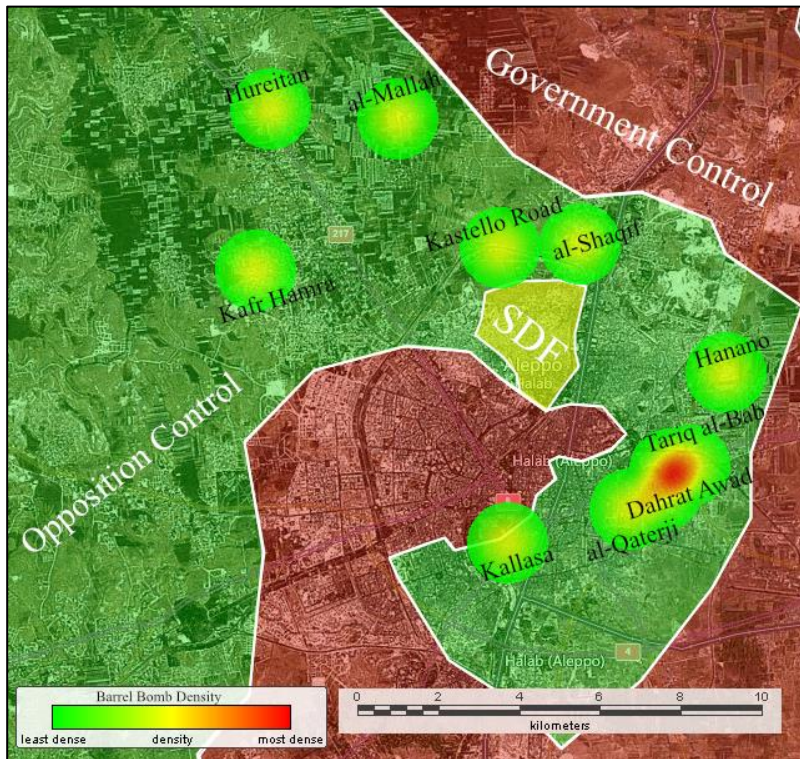 Hureitan
al-Mallah
Government Control
217
Kastello Road
al-Shaqif
Kafr Hamra
SDF
Aleppo
Halab
Hanano
Opposition Control
Tariq al-Bab
Halab (Aleppo)
Dahrat Awad
al-Qaterji
Kallasa
4
Halab (Aleppo)
Barrel Bomb Density
least dense density most dense
0 2 4 6 8 10
kilometers